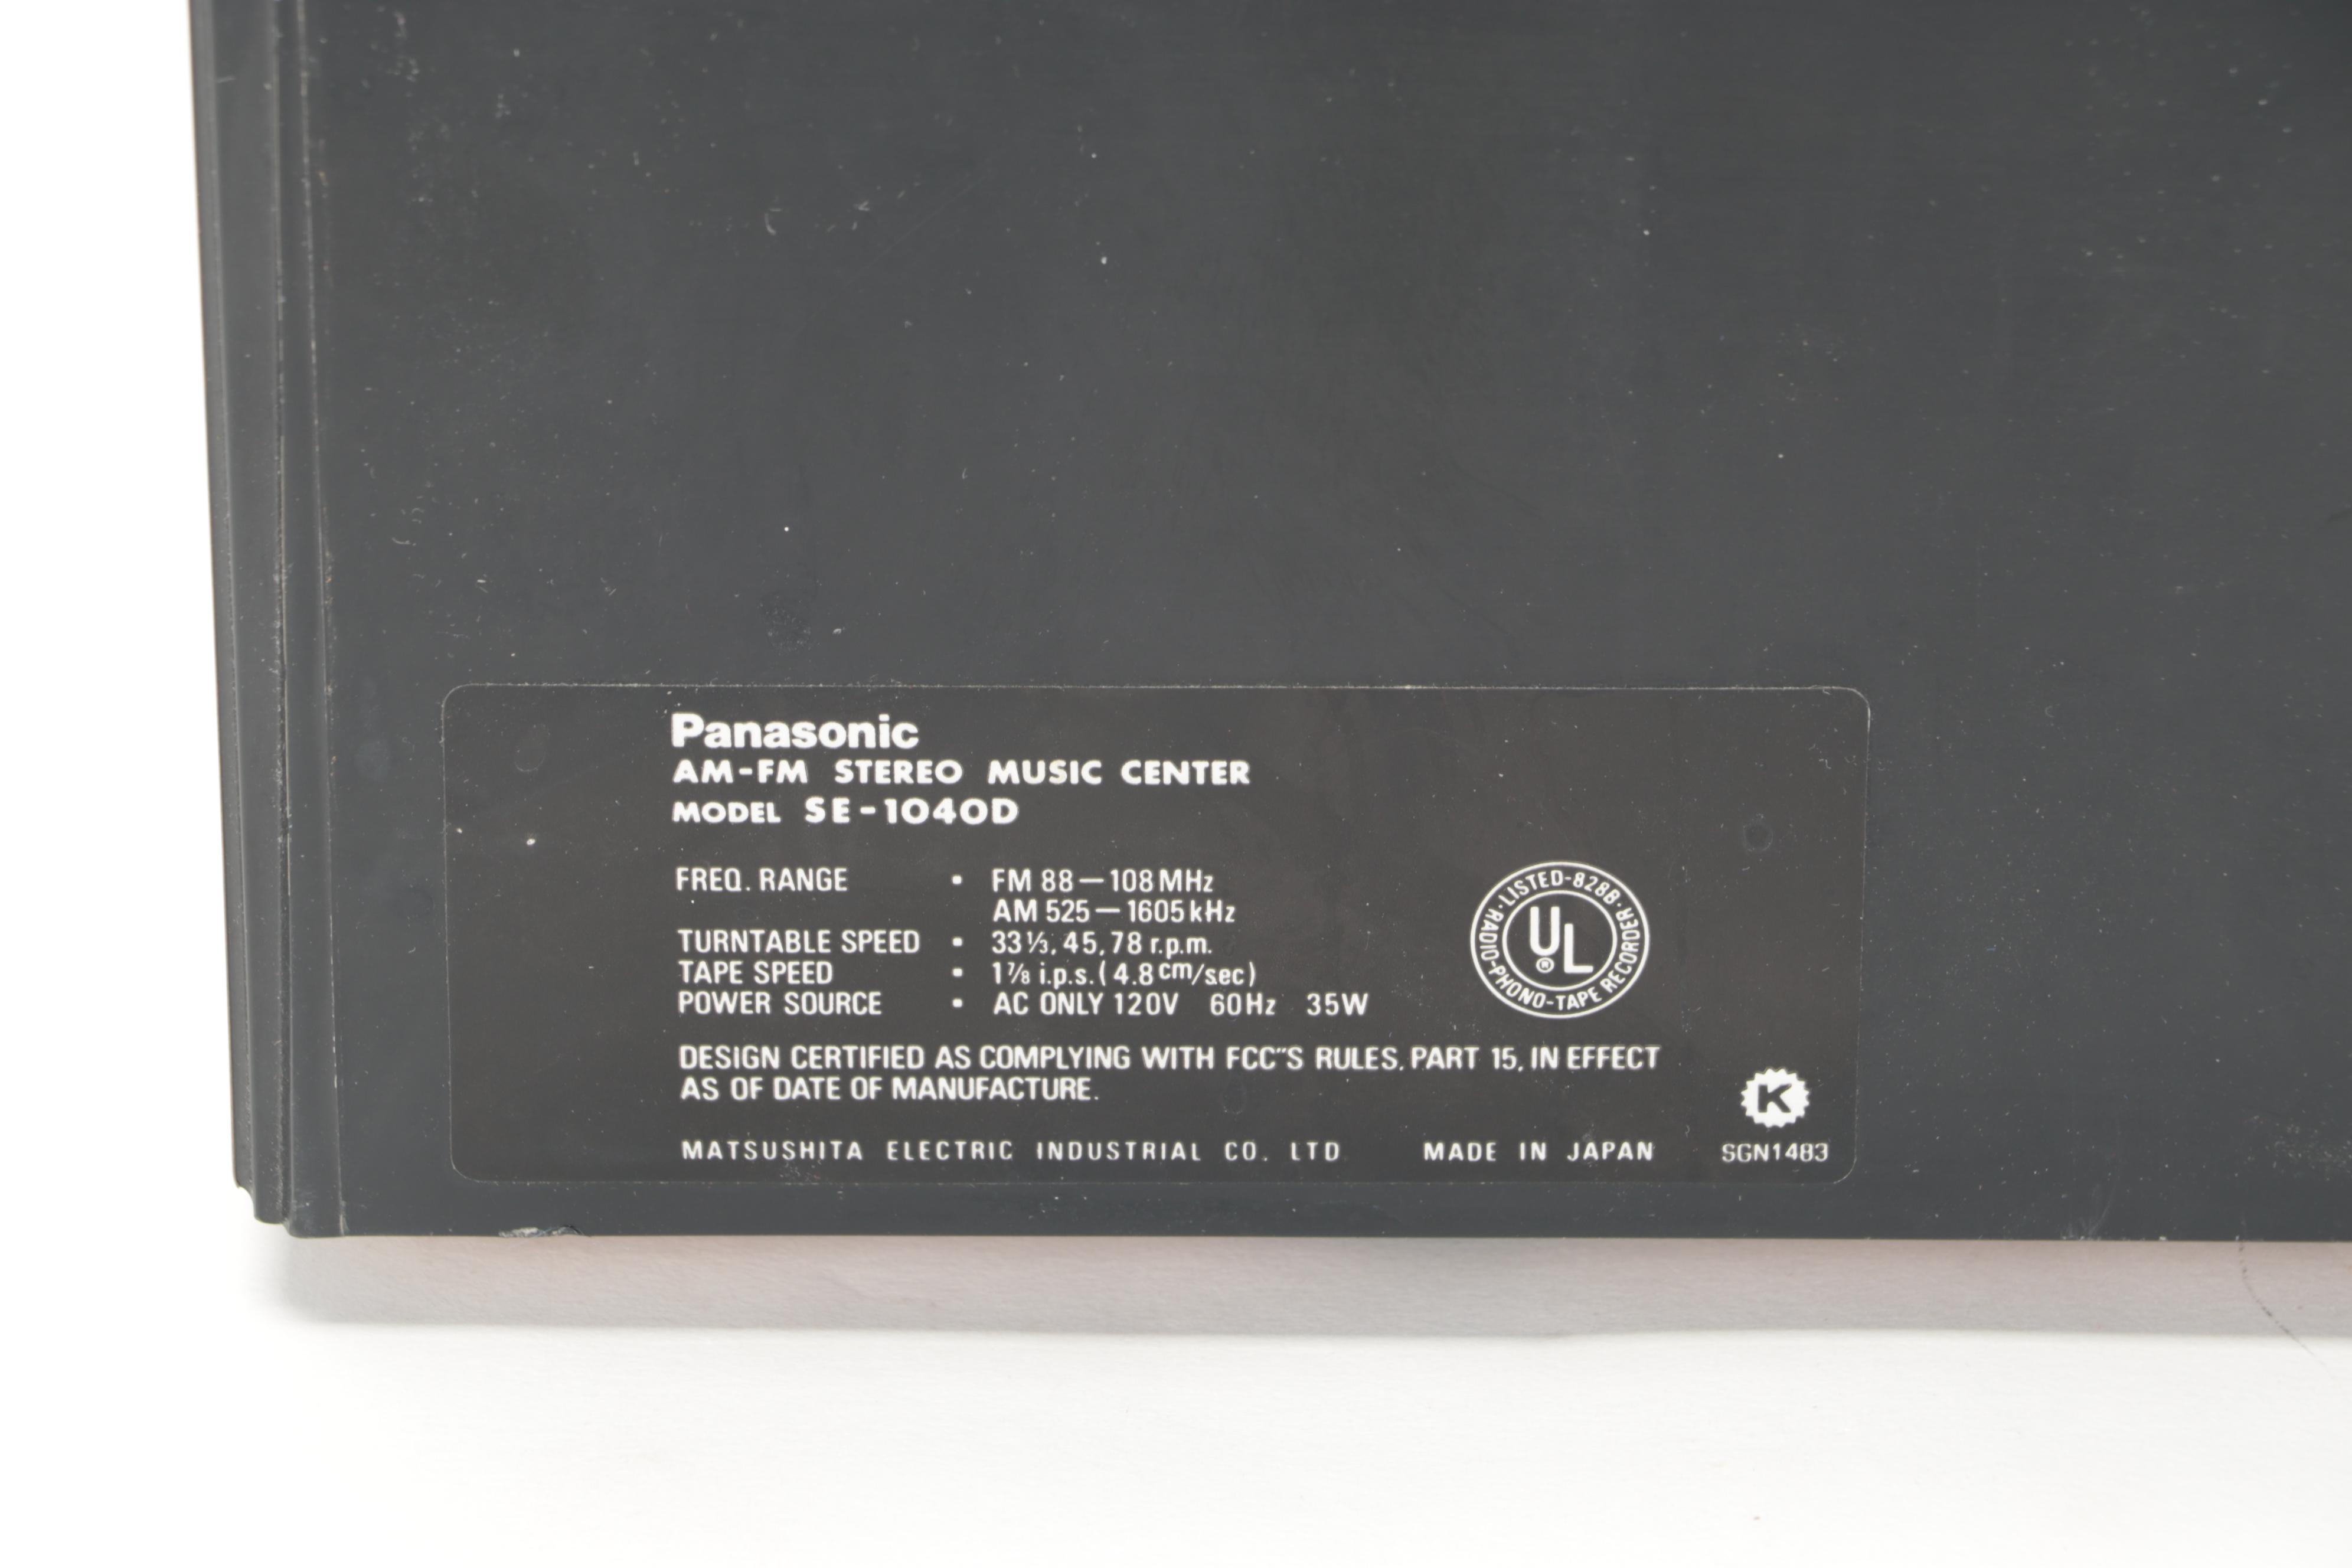 Panasonic
AM-FM STEREO MUSIC CENTER
MODEL SE-1040D
FREQ. RANGE • FM 88—108 MHz
AM 525—1605 kHz
TURNTABLE SPEED • 33⅓, 45, 78 r.p.m.
TAPE SPEED • 1⅞ i.p.s. (4.8 cm/sec)
POWER SOURCE • AC ONLY 120V 60Hz 35W
LISTED-828B·RADIO-PHONO-TAPE RECORDER·
UL®
DESIGN CERTIFIED AS COMPLYING WITH FCC"S RULES, PART 15, IN EFFECT
AS OF DATE OF MANUFACTURE.
K
MATSUSHITA ELECTRIC INDUSTRIAL CO. LTD MADE IN JAPAN SGN1483